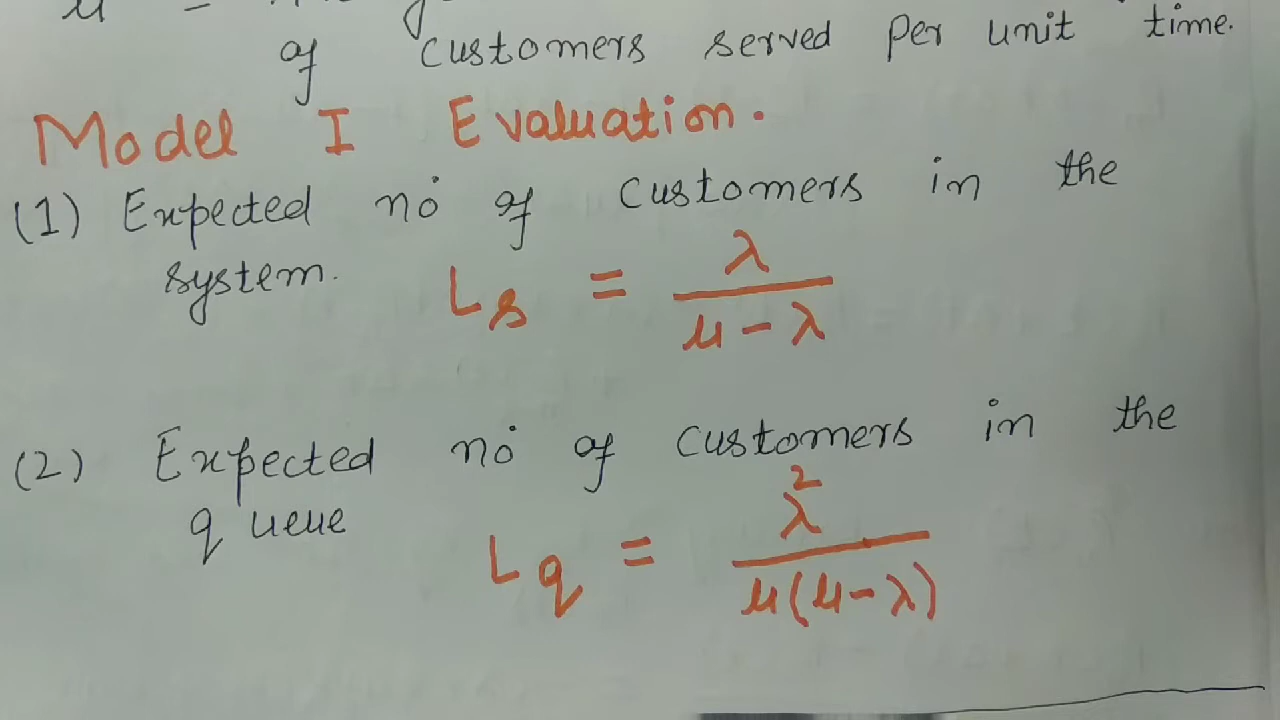 μ -
of customers served per unit time.
Model I Evaluation.
(1) Expected no of customers in the
system. Ls = λ / (μ - λ)
(2) Expected no of customers in the
queue Lq = λ² / μ(μ-λ)